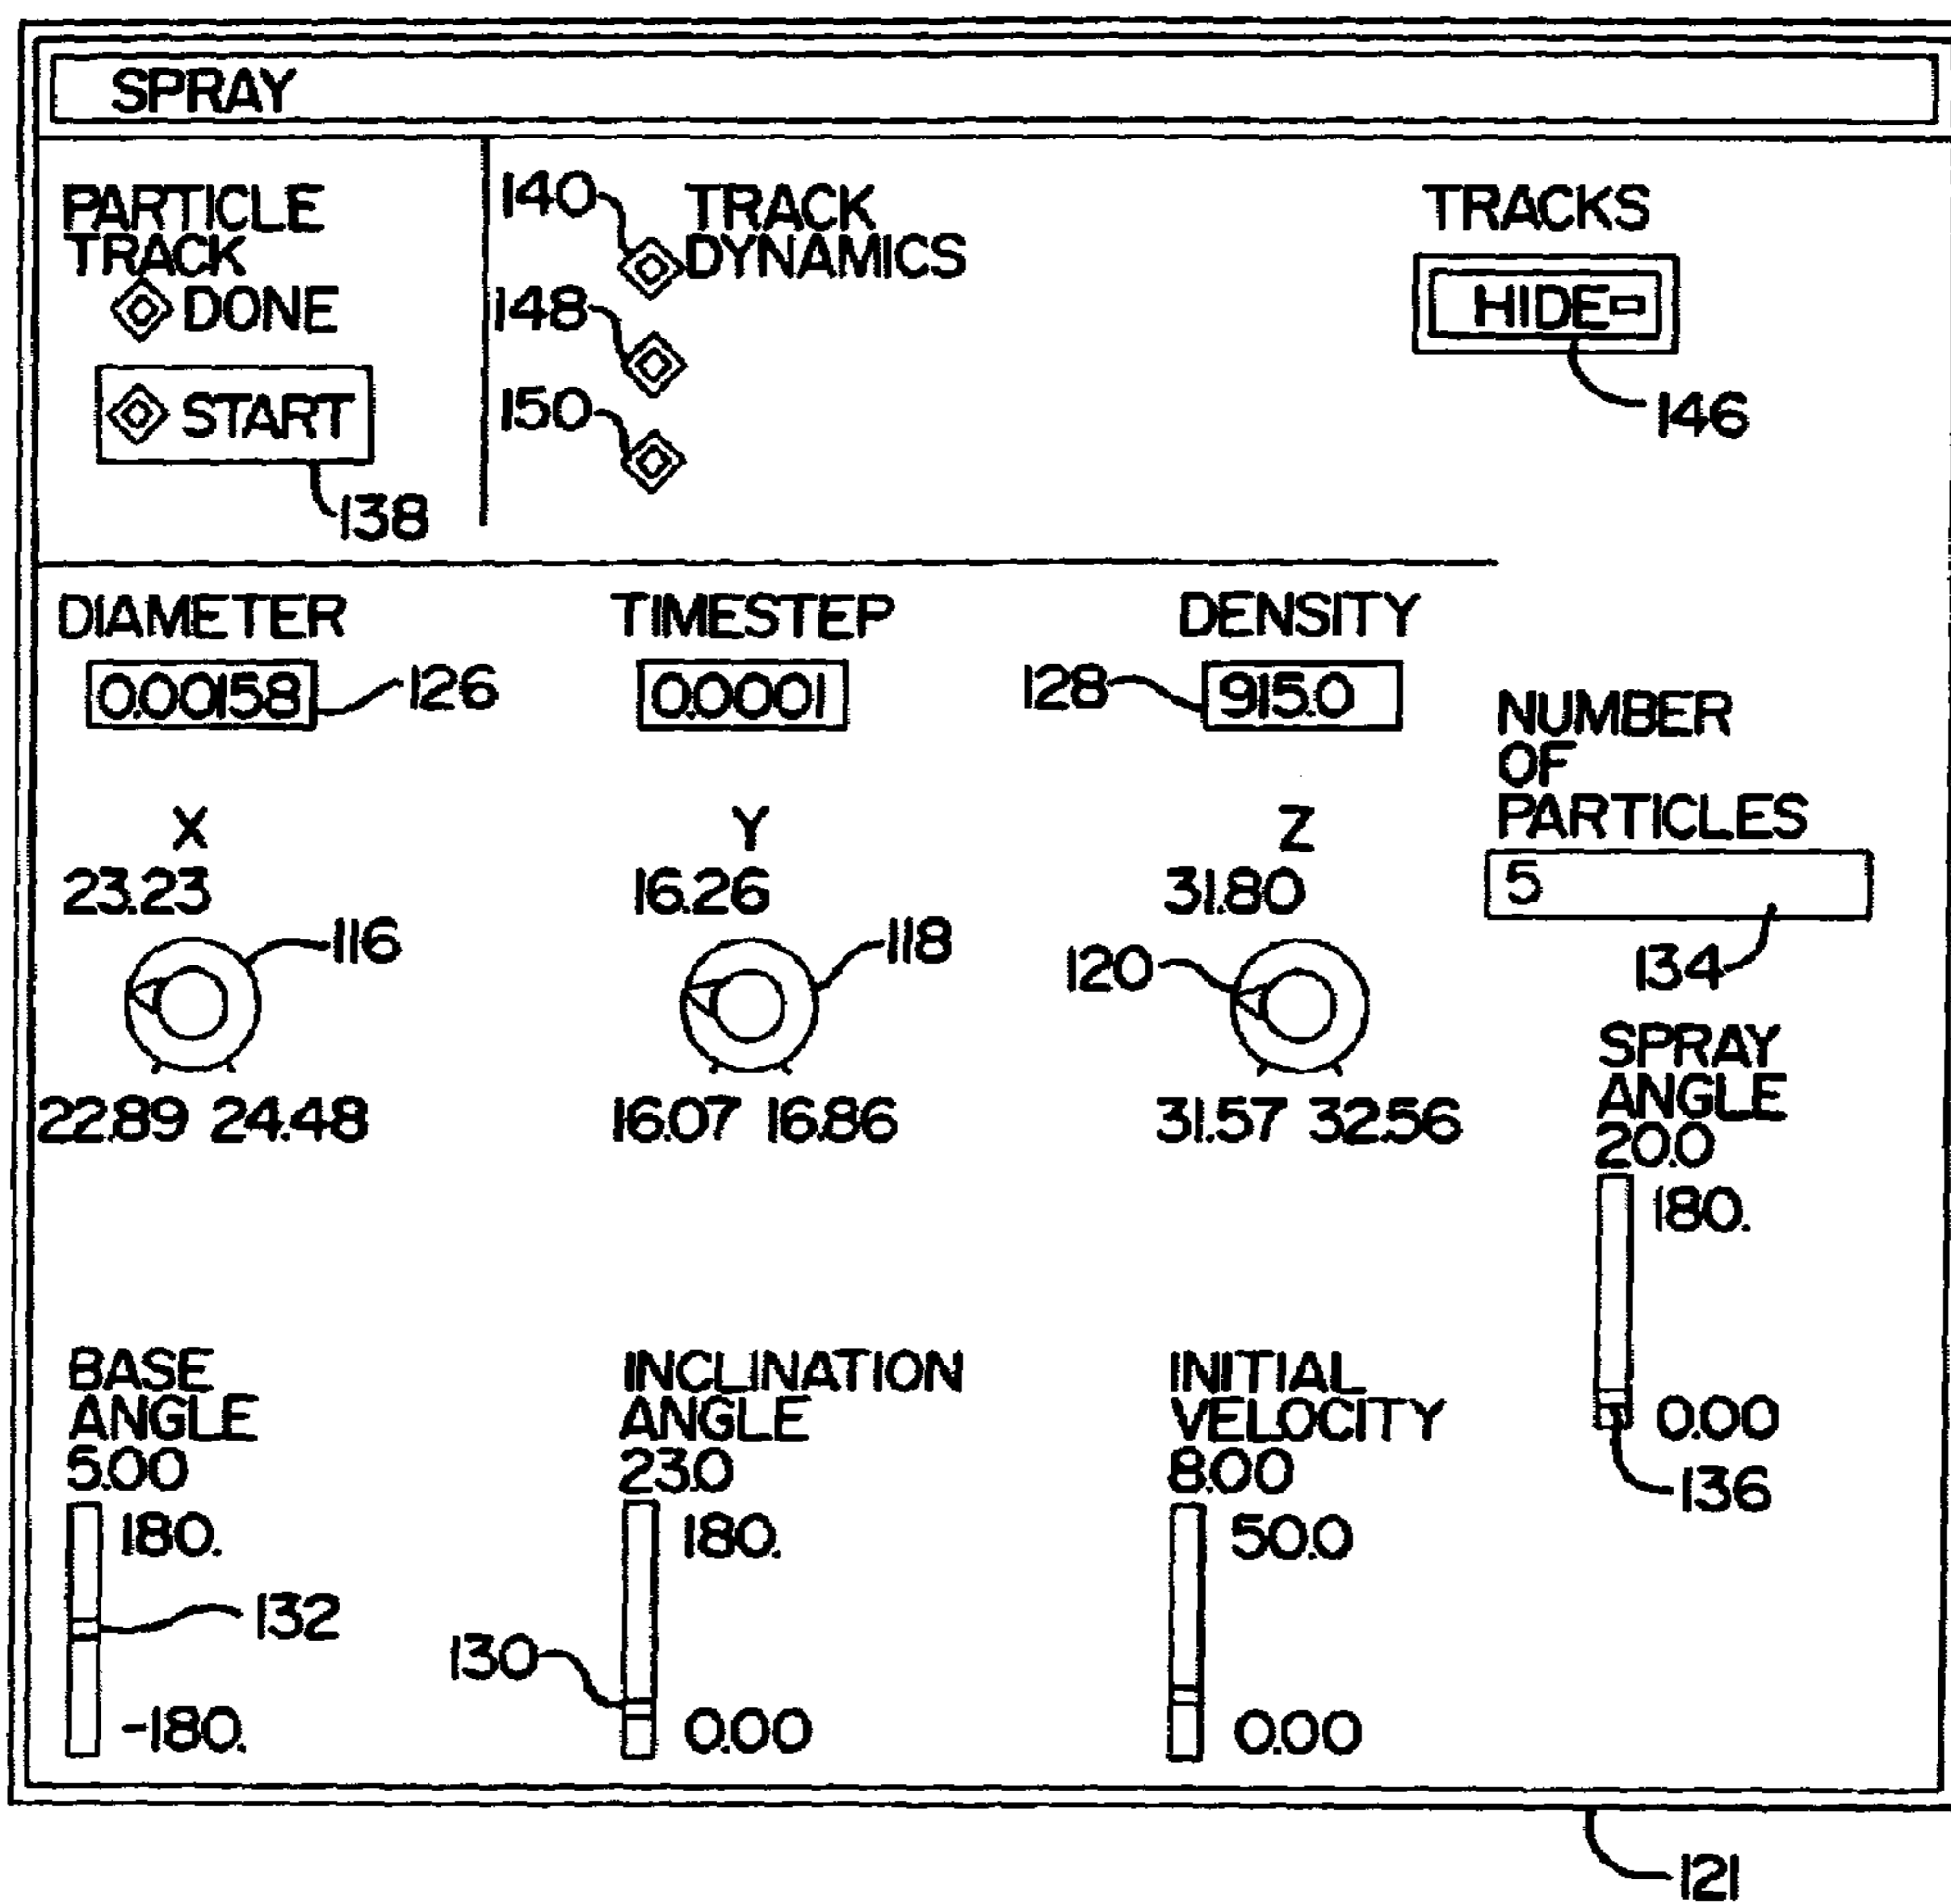 SPRAY
PARTICLE
TRACK
DONE
START
138
140
TRACK
DYNAMICS
148
150
TRACKS
HIDE
146
DIAMETER
0.00158
126
TIMESTEP
0.0001
DENSITY
128
915.0
NUMBER
OF
PARTICLES
5
134
X
23.23
116
22.89 24.48
Y
16.26
118
16.07 16.86
Z
31.80
120
31.57 32.56
SPRAY
ANGLE
20.0
180.
0.00
136
BASE
ANGLE
5.00
180.
132
-180.
INCLINATION
ANGLE
23.0
180.
130
0.00
INITIAL
VELOCITY
8.00
50.0
0.00
121